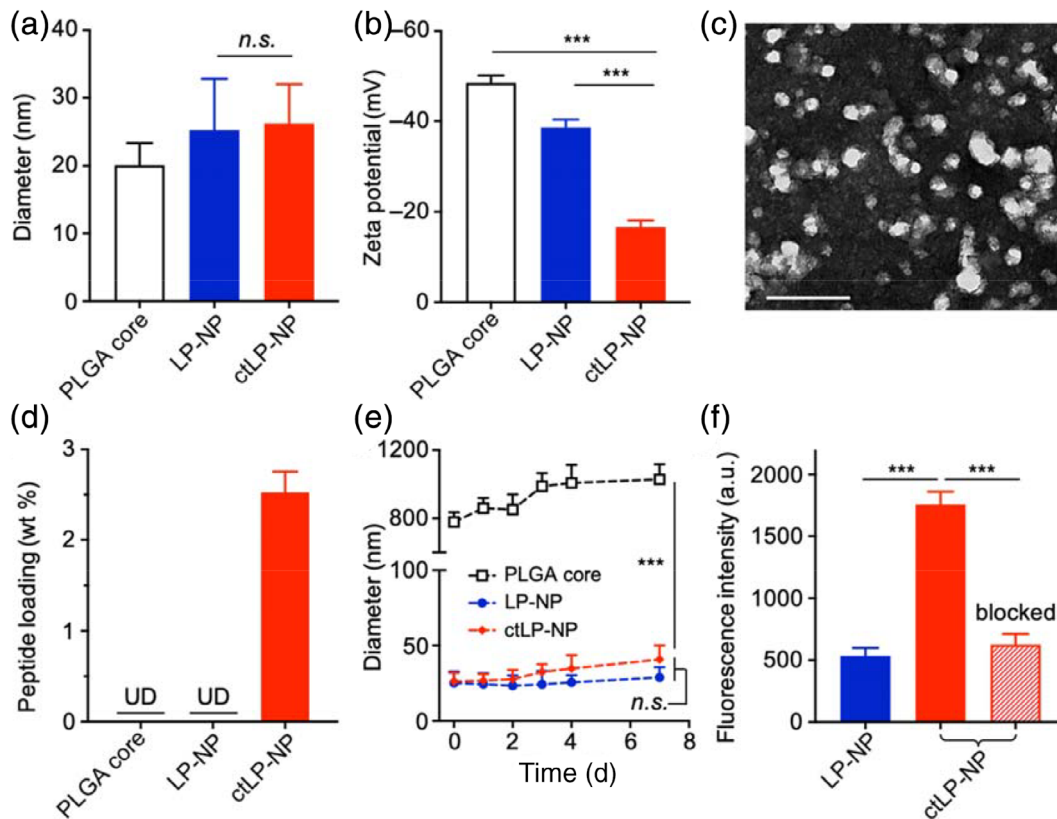 (a)
40
30
20
10
0
Diameter (nm)
n.s.
PLGA core
LP-NP
ctLP-NP
(b)
–60
–40
–20
0
Zeta potential (mV)
***
***
PLGA core
LP-NP
ctLP-NP
(c)
(d)
3
2
1
0
Peptide loading (wt %)
UD
UD
PLGA core
LP-NP
ctLP-NP
(e)
1200
800
100
50
0
Diameter (nm)
PLGA core
LP-NP
ctLP-NP
***
n.s.
0 2 4 6 8
Time (d)
(f)
2000
1500
1000
500
0
Fluorescence intensity (a.u.)
***
***
blocked
LP-NP
ctLP-NP